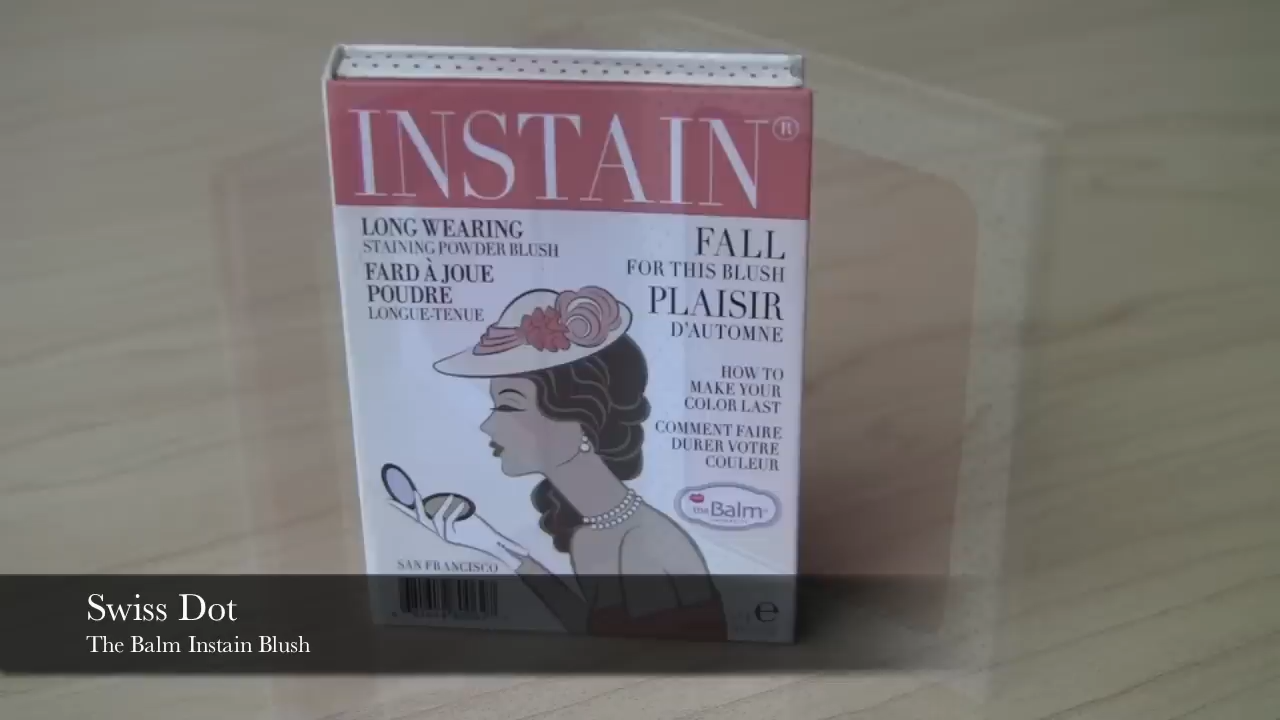 INSTAIN®
LONG WEARING
STAINING POWDER BLUSH
FARD À JOUE
POUDRE
LONGUE-TENUE
FALL
FOR THIS BLUSH
PLAISIR
D'AUTOMNE
HOW TO
MAKE YOUR
COLOR LAST
COMMENT FAIRE
DURER VOTRE
COULEUR
theBalm
SAN FRANCISCO
e
Swiss Dot
The Balm Instain Blush